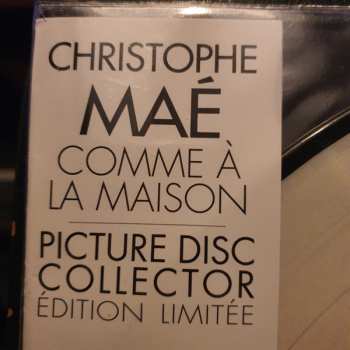 CHRISTOPHE
MAÉ
COMME À
LA MAISON
PICTURE DISC
COLLECTOR
ÉDITION LIMITÉE